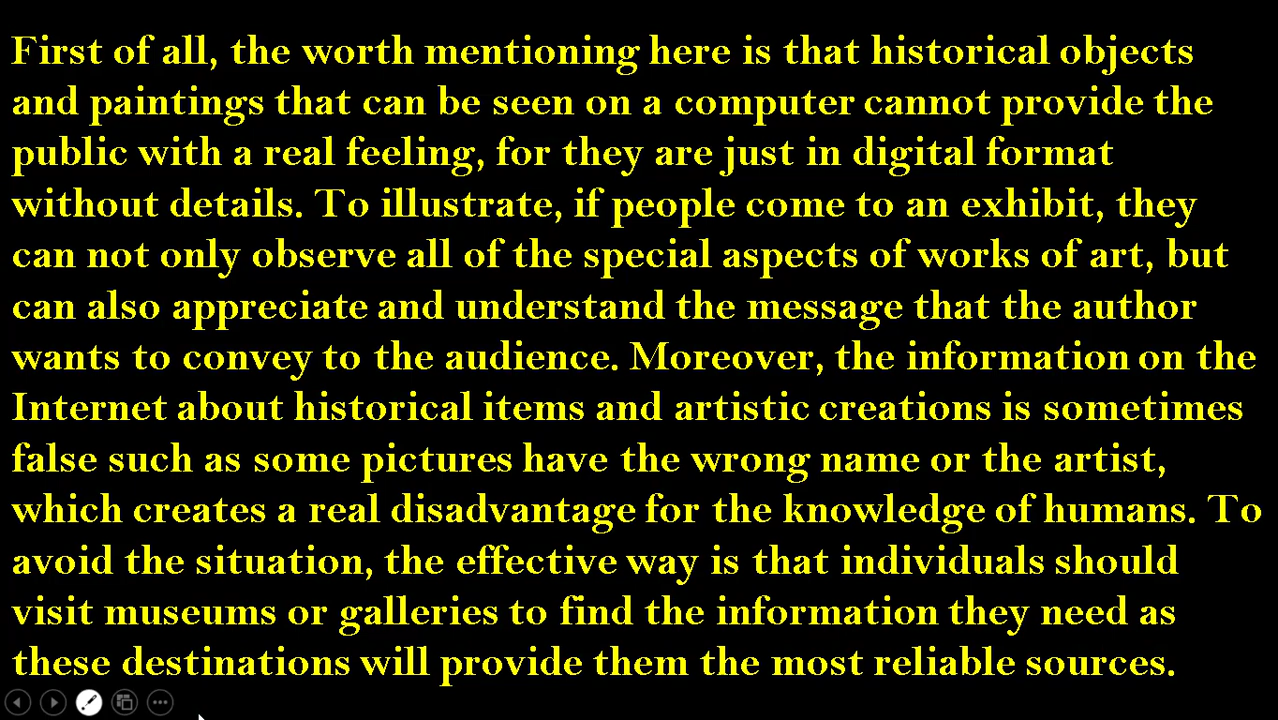 First of all, the worth mentioning here is that historical objects
and paintings that can be seen on a computer cannot provide the
public with a real feeling, for they are just in digital format
without details. To illustrate, if people come to an exhibit, they
can not only observe all of the special aspects of works of art, but
can also appreciate and understand the message that the author
wants to convey to the audience. Moreover, the information on the
Internet about historical items and artistic creations is sometimes
false such as some pictures have the wrong name or the artist,
which creates a real disadvantage for the knowledge of humans. To
avoid the situation, the effective way is that individuals should
visit museums or galleries to find the information they need as
these destinations will provide them the most reliable sources.